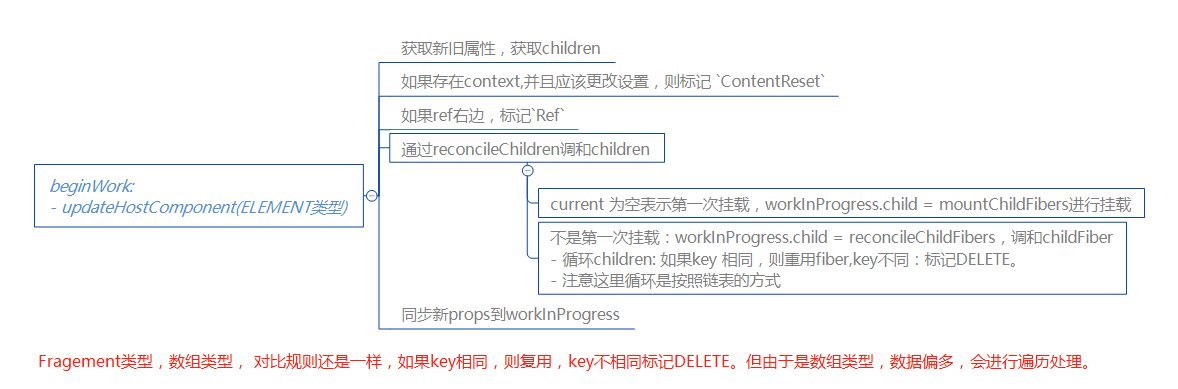 获取新旧属性，获取children
如果存在context,并且应该更改设置，则标记 `ContentReset`
如果ref右边，标记`Ref`
通过reconcileChildren调和children
beginWork:
- updateHostComponent(ELEMENT类型)
current 为空表示第一次挂载，workInProgress.child = mountChildFibers进行挂载
不是第一次挂载：workInProgress.child = reconcileChildFibers，调和childFiber
- 循环children: 如果key 相同，则重用fiber,key不同：标记DELETE。
- 注意这里循环是按照链表的方式
同步新props到workInProgress
Fragement类型，数组类型， 对比规则还是一样，如果key相同，则复用，key不相同标记DELETE。但由于是数组类型，数据偏多，会进行遍历处理。